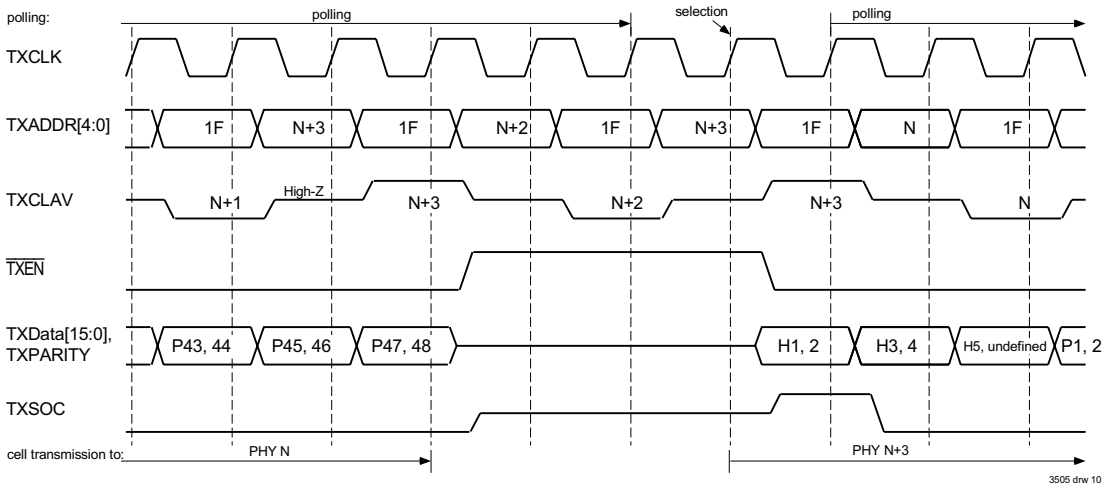 polling: polling selection polling
TXCLK
TXADDR[4:0] 1F N+3 1F N+2 1F N+3 1F N 1F
TXCLAV N+1 High-Z N+3 N+2 N+3 N
TXEN
TXData[15:0],
TXPARITY P43, 44 P45, 46 P47, 48 H1, 2 H3, 4 H5, undefined P1, 2
TXSOC
cell transmission to: PHY N PHY N+3
3505 drw 10